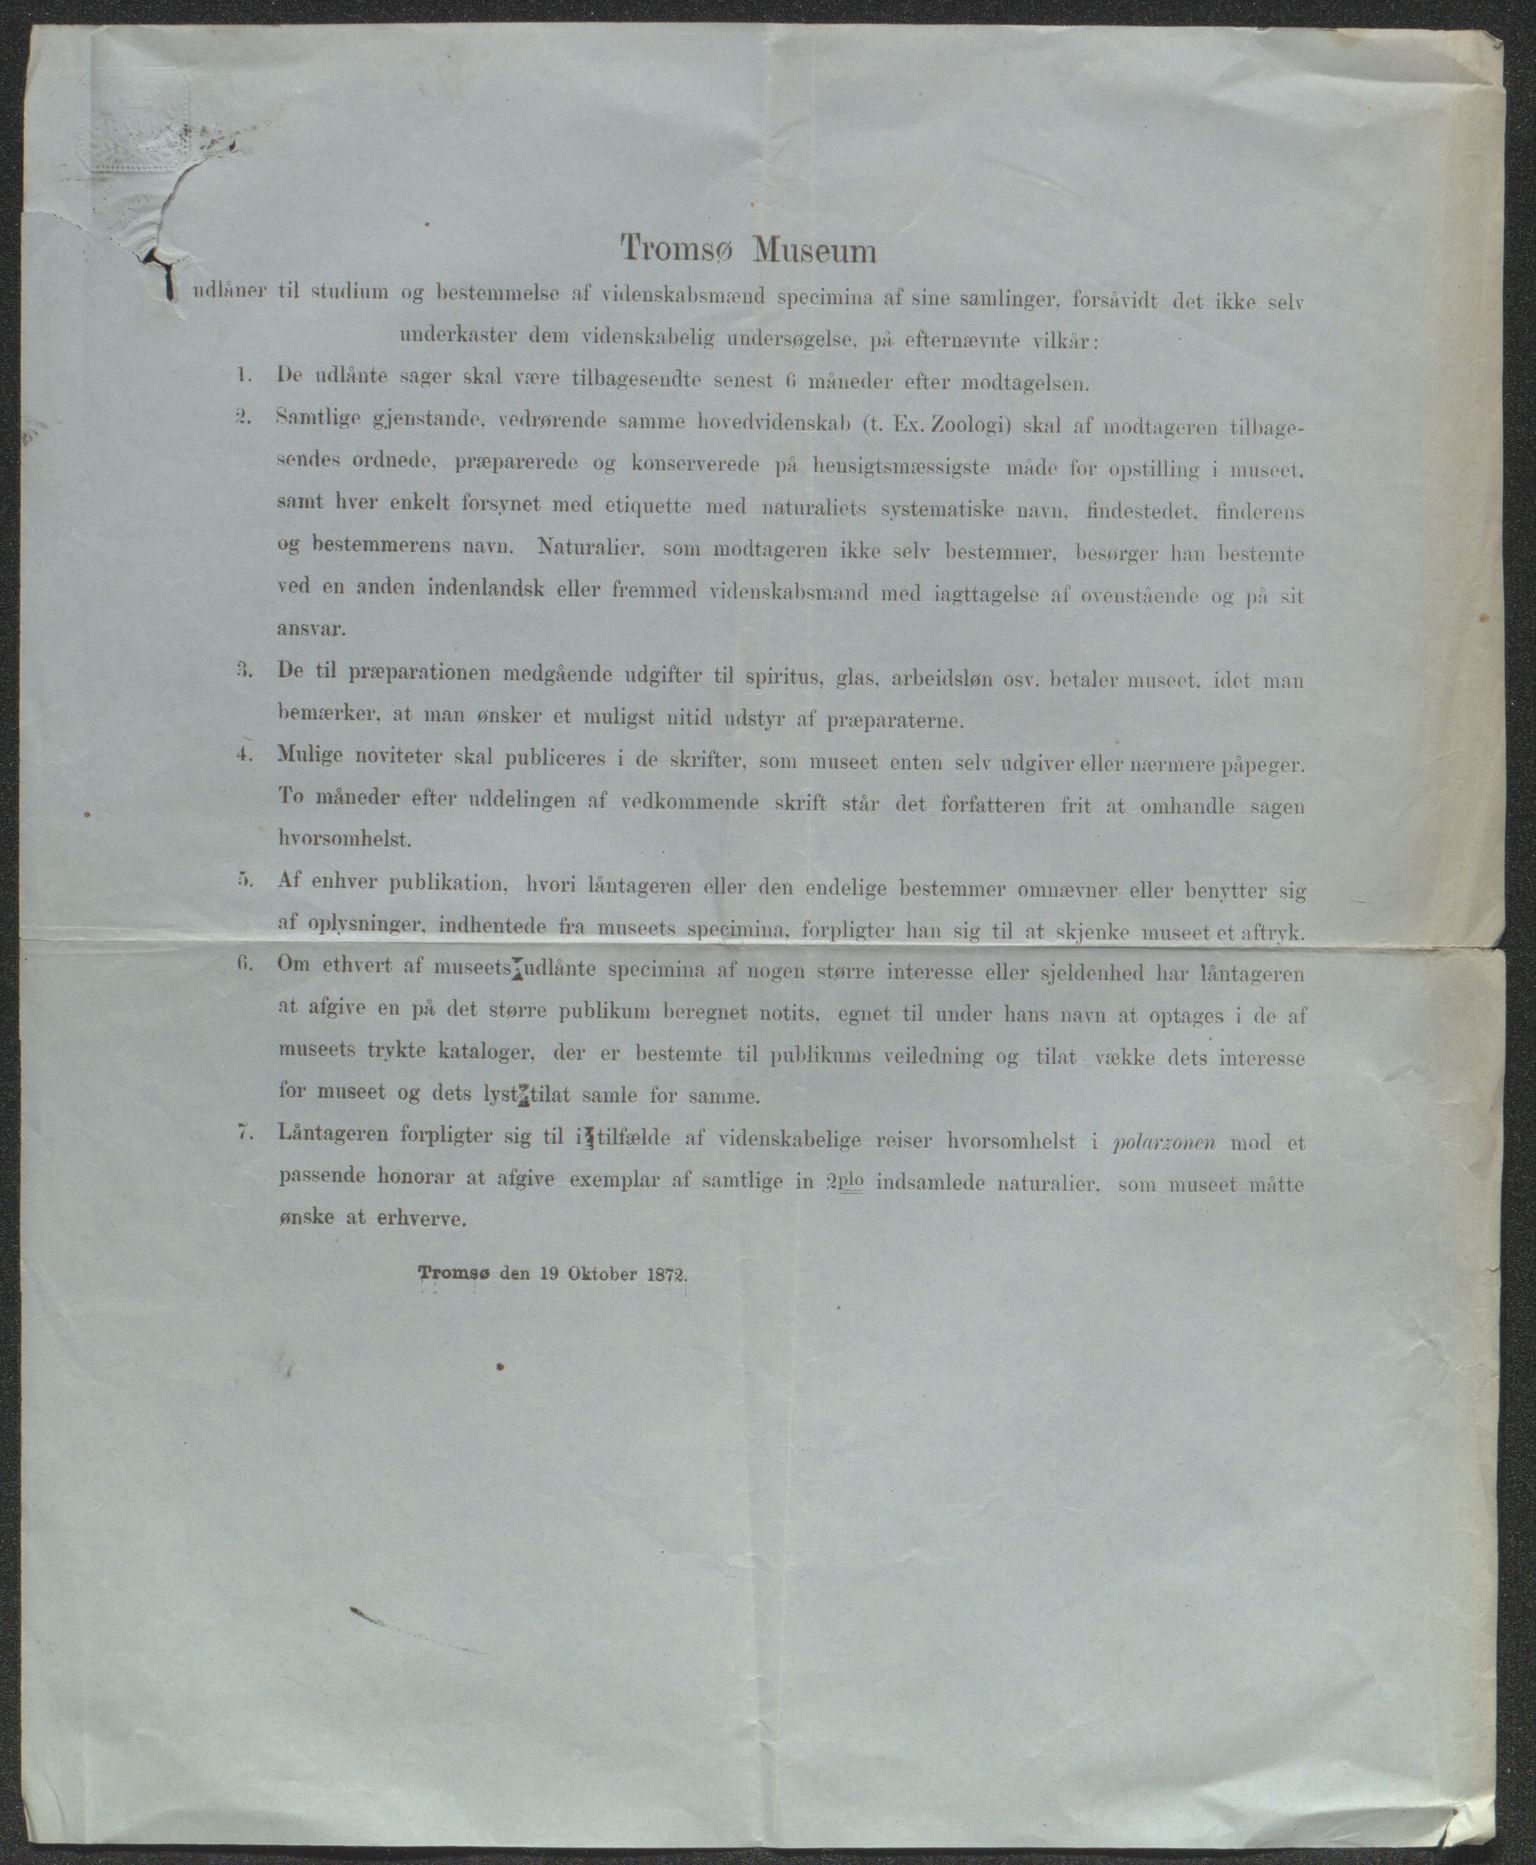 Tromsø Museum
udlåner til studium og bestemmelse af videnskabsmænd specimina af sine samlinger, forsåvidt det ikke selv
underkaster dem videnskabelig undersøgelse, på efternævnte vilkår:
1. De udlånte sager skal være tilbagesendte senest 6 måneder efter modtagelsen.
2. Samtlige gjenstande, vedrørende samme hovedvidenskab (t. Ex. Zoologi) skal af modtageren tilbage-
sendes ordnede, præparerede og konserverede på hensigtsmæssigste måde for opstilling i museet,
samt hver enkelt forsynet med etiquette med naturaliets systematiske navn, findestedet, finderens
og bestemmerens navn. Naturalier, som modtageren ikke selv bestemmer, besørger han bestemte
ved en anden indenlandsk eller fremmed videnskabsmand med iagttagelse af ovenstående og på sit
ansvar.
3. De til præparationen medgående udgifter til spiritus, glas, arbeidsløn osv. betaler museet, idet man
bemærker, at man ønsker et muligst nitid udstyr af præparaterne.
4. Mulige noviteter skal publiceres i de skrifter, som museet enten selv udgiver eller nærmere påpeger.
To måneder efter uddelingen af vedkommende skrift står det forfatteren frit at omhandle sagen
hvorsomhelst.
5. Af enhver publikation, hvori låntageren eller den endelige bestemmer omnævner eller benytter sig
af oplysninger, indhentede fra museets specimina, forpligter han sig til at skjenke museet et aftryk.
6. Om ethvert af museets udlånte specimina af nogen større interesse eller sjeldenhed har låntageren
at afgive en på det større publikum beregnet notits, egnet til under hans navn at optages i de af
museets trykte kataloger, der er bestemte til publikums veiledning og tilat vække dets interesse
for museet og dets lyst tilat samle for samme.
7. Låntageren forpligter sig til i tilfælde af videnskabelige reiser hvorsomhelst i polarzonen mod et
passende honorar at afgive exemplar af samtlige in 2plo indsamlede naturalier, som museet måtte
ønske at erhverve.
Tromsø den 19 Oktober 1872.